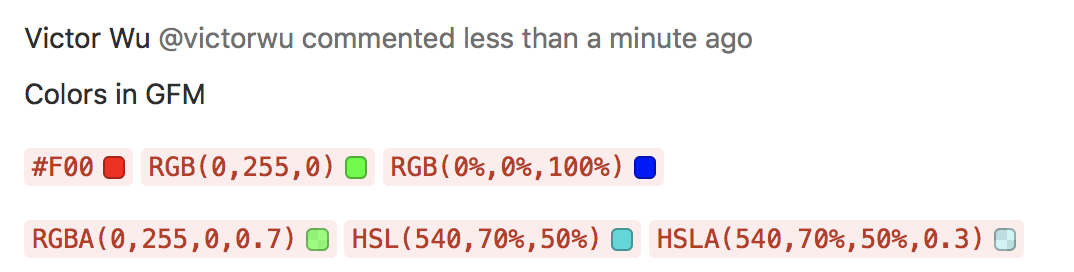 Victor Wu @victorwu commented less than a minute ago
Colors in GFM
#F00 RGB(0,255,0) RGB(0%,0%,100%)
RGBA(0,255,0,0.7) HSL(540,70%,50%) HSLA(540,70%,50%,0.3)